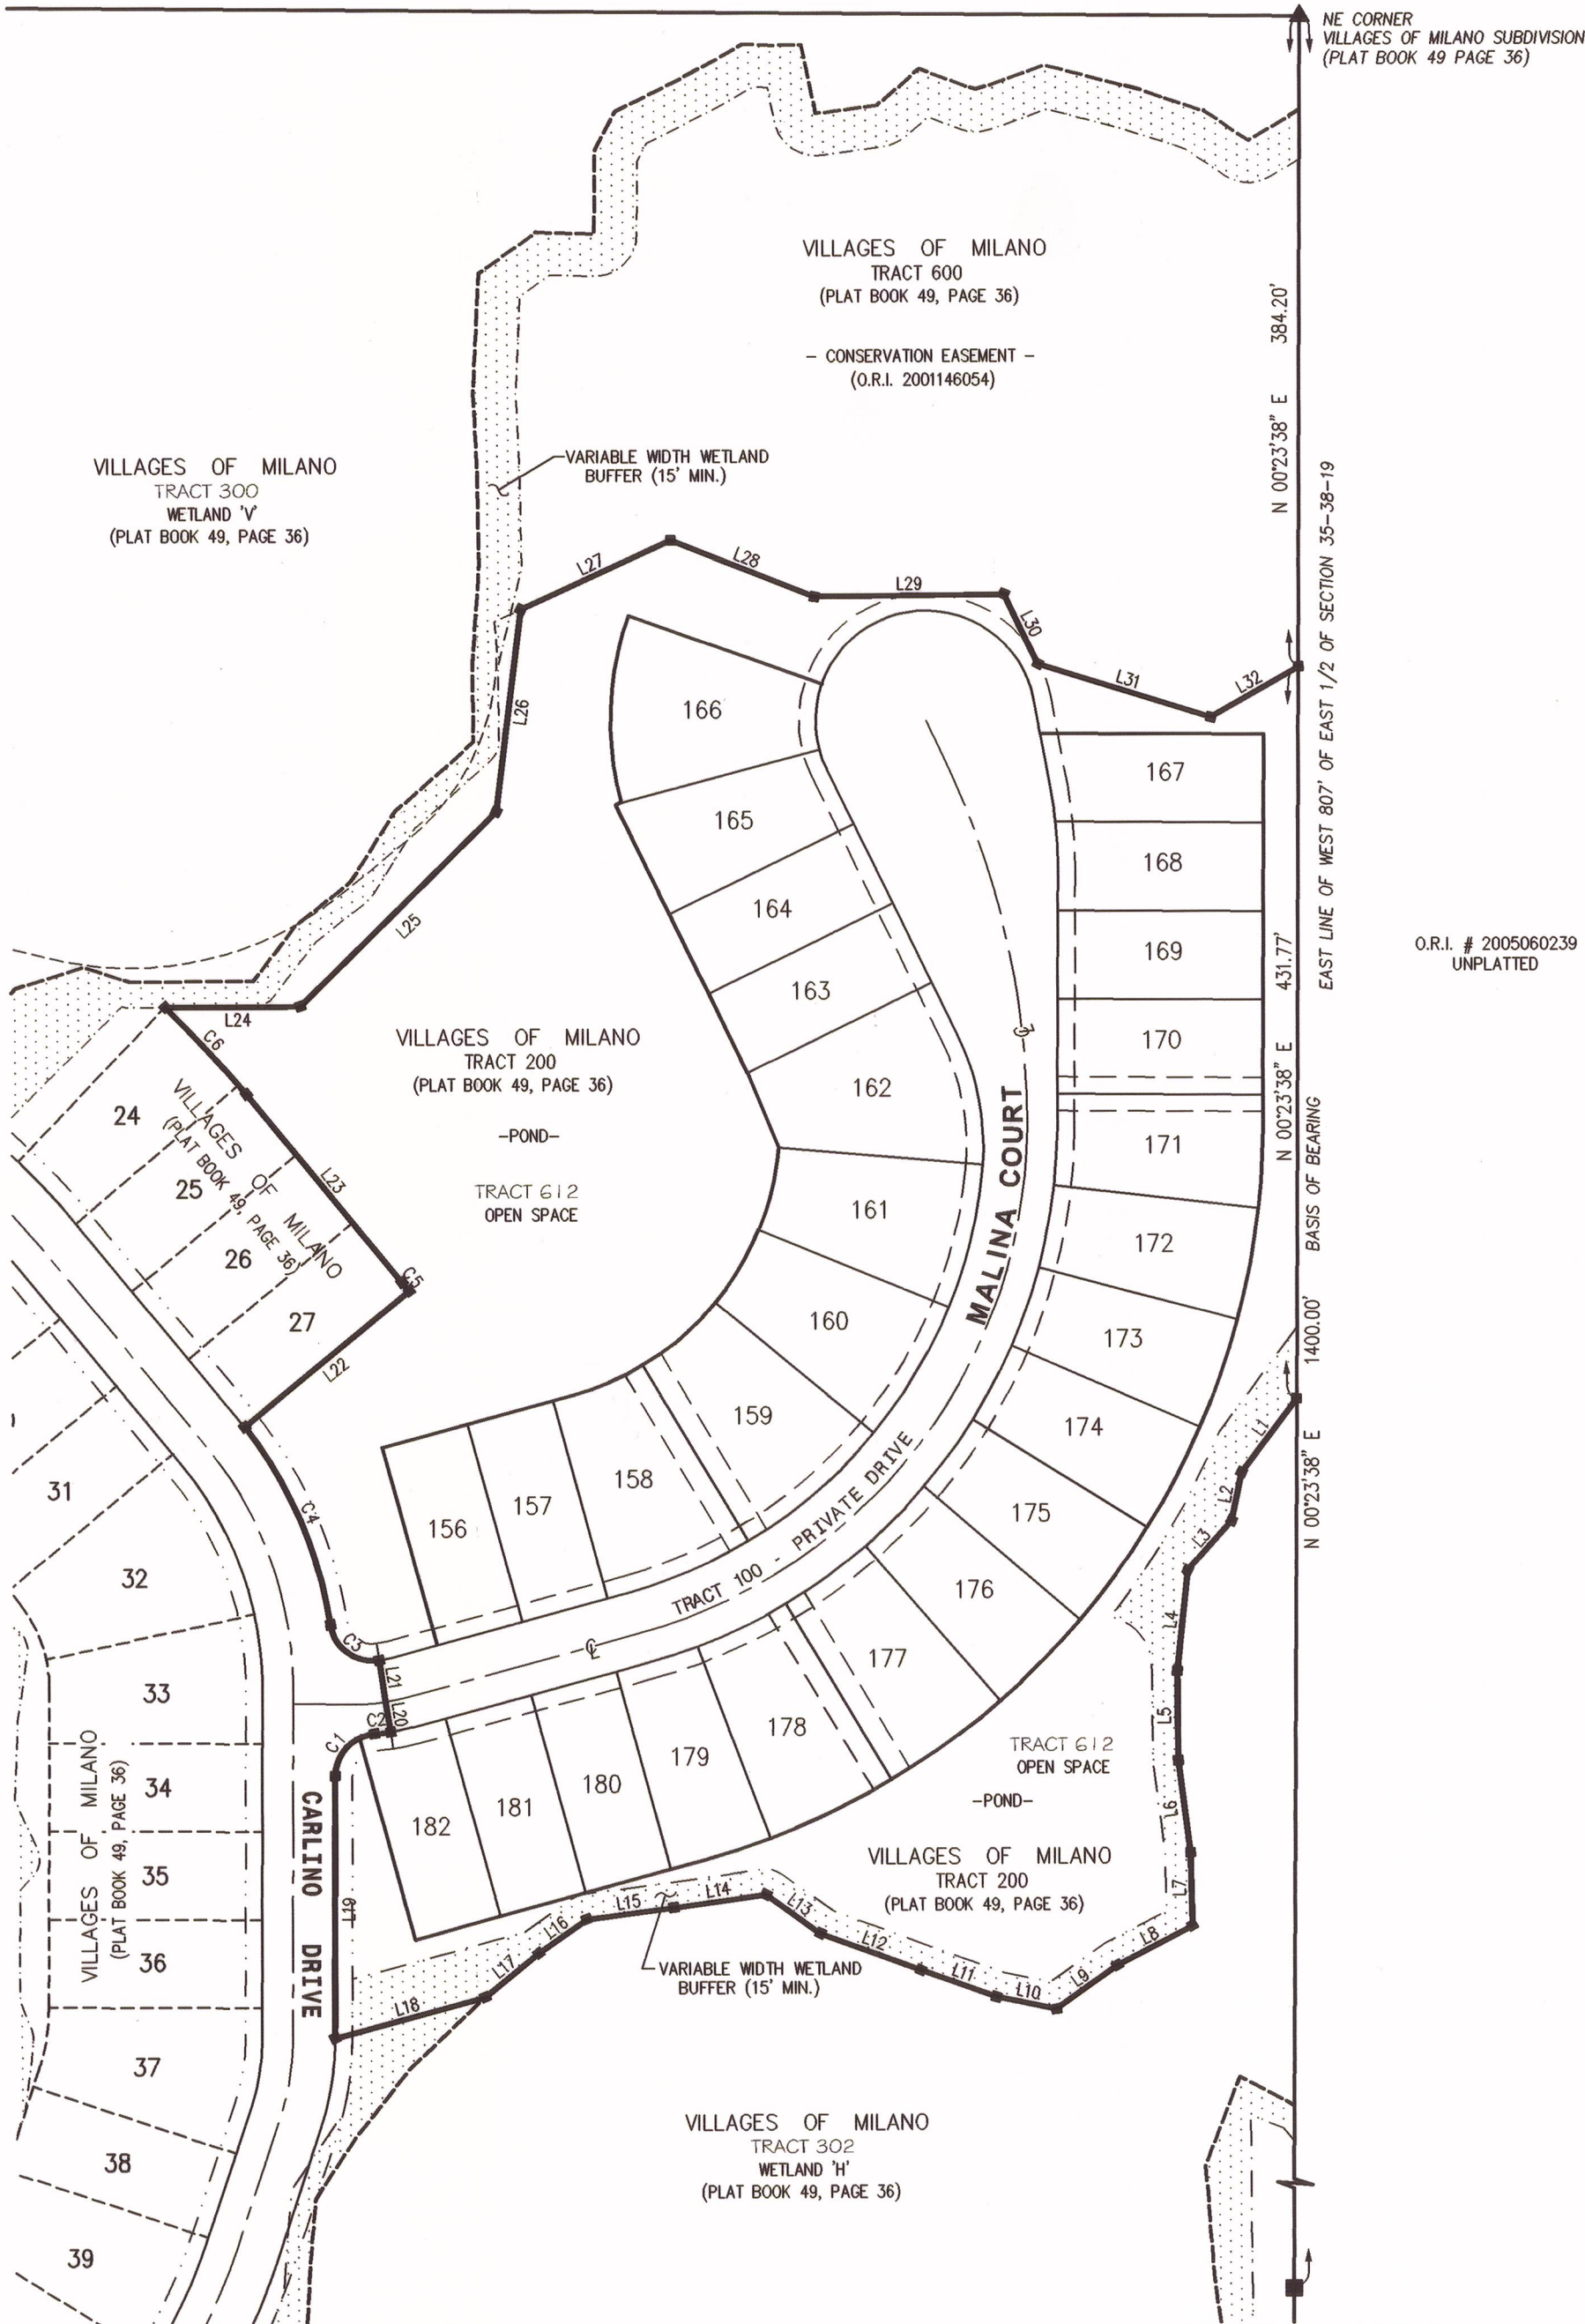 NE CORNER
VILLAGES OF MILANO SUBDIVISION
(PLAT BOOK 49 PAGE 36)
VILLAGES OF MILANO
TRACT 600
(PLAT BOOK 49, PAGE 36)
- CONSERVATION EASEMENT -
(O.R.I. 2001146054)
N 00°23'38" E 384.20'
VILLAGES OF MILANO
TRACT 300
WETLAND 'V'
(PLAT BOOK 49, PAGE 36)
VARIABLE WIDTH WETLAND
BUFFER (15' MIN.)
EAST LINE OF WEST 807' OF EAST 1/2 OF SECTION 35-38-19
L27
L28
L29
L30
L31
L32
L26
166
167
165
168
164
169
163
170
162
171
161
172
160
173
159
174
158
175
157
156
176
177
178
179
180
181
182
L25
L24
C6
O.R.I. # 2005060239
UNPLATTED
N 00°23'38" E 431.77'
VILLAGES OF MILANO
TRACT 200
(PLAT BOOK 49, PAGE 36)
-POND-
TRACT 612
OPEN SPACE
MALINA COURT
BASIS OF BEARING
N 00°23'38" E 1400.00'
24
25
26
27
VILLAGES OF MILANO
(PLAT BOOK 49, PAGE 36)
L23
C5
L22
C4
C3
L21
L20
C2
C1
L19
TRACT 100 - PRIVATE DRIVE
L1
L2
L3
L4
L5
L6
L7
L8
L9
L10
L11
L12
L13
L14
L15
L16
L17
L18
31
32
33
34
35
36
37
38
39
VILLAGES OF MILANO
(PLAT BOOK 49, PAGE 36)
CARLINO DRIVE
TRACT 612
OPEN SPACE
-POND-
VILLAGES OF MILANO
TRACT 200
(PLAT BOOK 49, PAGE 36)
VARIABLE WIDTH WETLAND
BUFFER (15' MIN.)
VILLAGES OF MILANO
TRACT 302
WETLAND 'H'
(PLAT BOOK 49, PAGE 36)